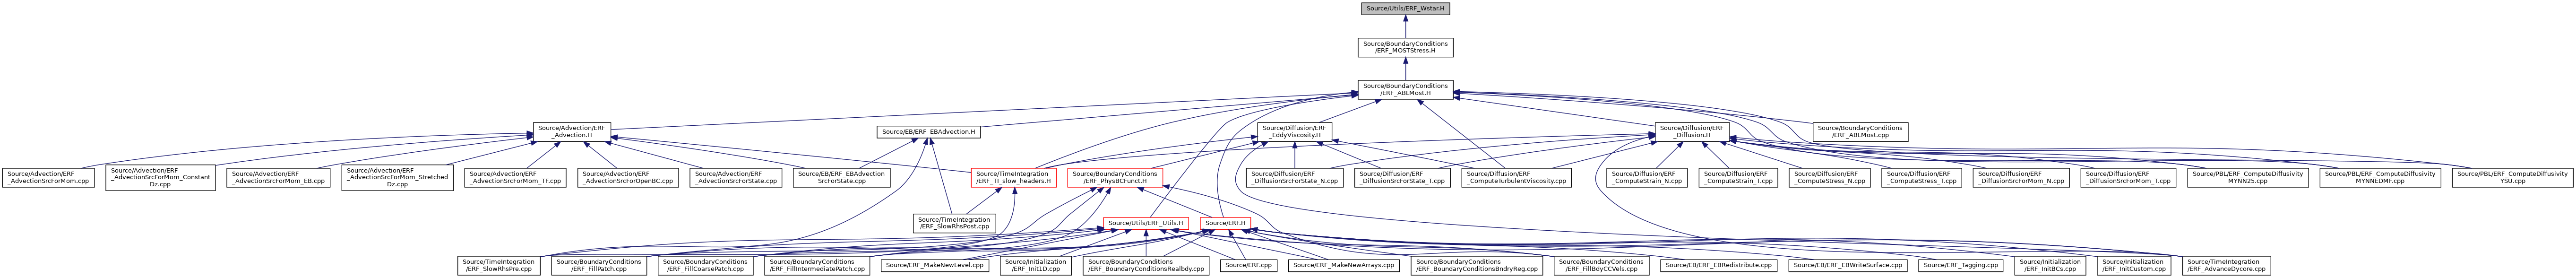 Source/Utils/ERF_Wstar.H
Source/BoundaryConditions
/ERF_MOSTStress.H
Source/BoundaryConditions
/ERF_ABLMost.H
Source/Advection/ERF
_Advection.H
Source/EB/ERF_EBAdvection.H
Source/Diffusion/ERF
_EddyViscosity.H
Source/Diffusion/ERF
_Diffusion.H
Source/BoundaryConditions
/ERF_ABLMost.cpp
Source/Advection/ERF
_AdvectionSrcForMom.cpp
Source/Advection/ERF
_AdvectionSrcForMom_Constant
Dz.cpp
Source/Advection/ERF
_AdvectionSrcForMom_EB.cpp
Source/Advection/ERF
_AdvectionSrcForMom_Stretched
Dz.cpp
Source/Advection/ERF
_AdvectionSrcForMom_TF.cpp
Source/Advection/ERF
_AdvectionSrcForOpenBC.cpp
Source/Advection/ERF
_AdvectionSrcForState.cpp
Source/EB/ERF_EBAdvection
SrcForState.cpp
Source/TimeIntegration
/ERF_TI_slow_headers.H
Source/BoundaryConditions
/ERF_PhysBCFunct.H
Source/Diffusion/ERF
_DiffusionSrcForState_N.cpp
Source/Diffusion/ERF
_DiffusionSrcForState_T.cpp
Source/Diffusion/ERF
_ComputeTurbulentViscosity.cpp
Source/Diffusion/ERF
_ComputeStrain_N.cpp
Source/Diffusion/ERF
_ComputeStrain_T.cpp
Source/Diffusion/ERF
_ComputeStress_N.cpp
Source/Diffusion/ERF
_ComputeStress_T.cpp
Source/Diffusion/ERF
_DiffusionSrcForMom_N.cpp
Source/Diffusion/ERF
_DiffusionSrcForMom_T.cpp
Source/PBL/ERF_ComputeDiffusivity
MYNN25.cpp
Source/PBL/ERF_ComputeDiffusivity
MYNNEDMF.cpp
Source/PBL/ERF_ComputeDiffusivity
YSU.cpp
Source/TimeIntegration
/ERF_SlowRhsPost.cpp
Source/Utils/ERF_Utils.H
Source/ERF.H
Source/TimeIntegration
/ERF_SlowRhsPre.cpp
Source/BoundaryConditions
/ERF_FillPatch.cpp
Source/BoundaryConditions
/ERF_FillCoarsePatch.cpp
Source/BoundaryConditions
/ERF_FillIntermediatePatch.cpp
Source/ERF_MakeNewLevel.cpp
Source/Initialization
/ERF_Init1D.cpp
Source/BoundaryConditions
/ERF_BoundaryConditionsRealbdy.cpp
Source/ERF.cpp
Source/ERF_MakeNewArrays.cpp
Source/BoundaryConditions
/ERF_BoundaryConditionsBndryReg.cpp
Source/BoundaryConditions
/ERF_FillBdyCCVels.cpp
Source/EB/ERF_EBRedistribute.cpp
Source/EB/ERF_EBWriteSurface.cpp
Source/ERF_Tagging.cpp
Source/Initialization
/ERF_InitBCs.cpp
Source/Initialization
/ERF_InitCustom.cpp
Source/TimeIntegration
/ERF_AdvanceDycore.cpp